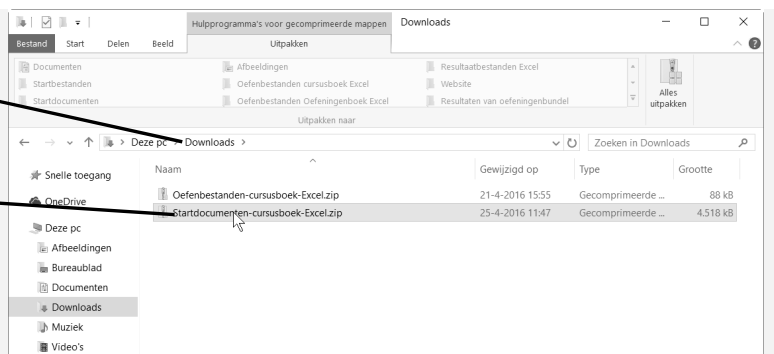 Hulpprogramma's voor gecomprimeerde mappen Downloads
Bestand Start Delen Beeld Uitpakken
Documenten Afbeeldingen Resultaatbestanden Excel
Startbestanden Oefenbestanden cursusboek Excel Website
Startdocumenten Oefenbestanden Oefeningenboek Excel Resultaten van oefeningenbundel
Alles uitpakken
Uitpakken naar
Deze pc > Downloads > Zoeken in Downloads
Naam Gewijzigd op Type Grootte
Snelle toegang
Oefenbestanden-cursusboek-Excel.zip 21-4-2016 15:55 Gecomprimeerde ... 88 kB
OneDrive
Startdocumenten-cursusboek-Excel.zip 25-4-2016 11:47 Gecomprimeerde ... 4.518 kB
Deze pc
Afbeeldingen
Bureaublad
Documenten
Downloads
Muziek
Video's